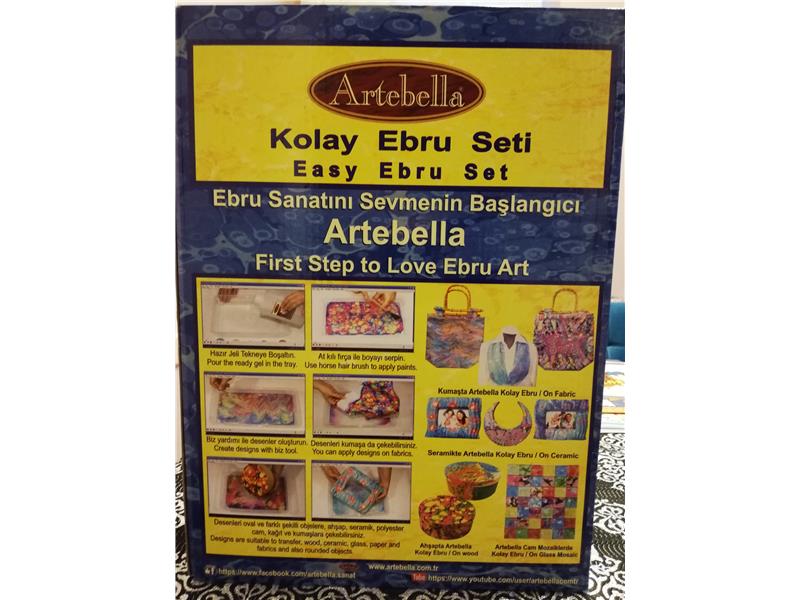 Artebella
Kolay Ebru Seti
Easy Ebru Set
Ebru Sanatını Sevmenin Başlangıcı
Artebella
First Step to Love Ebru Art
Hazır Jeli Tekneye Boşaltın.
Pour the ready gel in the tray.
At kılı fırça ile boyayı serpin.
Use horse hair brush to apply paints.
Biz yardımı ile desenler oluşturun.
Create designs with biz tool.
Desenleri kumaşa da çekebilirsiniz.
You can apply designs on fabrics.
Desenleri oval ve farklı şekilli objelere, ahşap, seramik, polyester
cam, kağıt ve kumaşlara çekebilirsiniz.
Designs are suitable to transfer, wood, ceramic, glass, paper and
fabrics and also rounded objects.
Kumaşta Artebella Kolay Ebru / On Fabric
Seramikte Artebella Kolay Ebru / On Ceramic
Ahşapta Artebella
Kolay Ebru / On wood
Artebella Cam Mozaiklerde
Kolay Ebru / On Glass Mosaic
www.artebella.com.tr
f https://www.facebook.com/artebella.sanat
Tube https://www.youtube.com/user/artebellacomtr